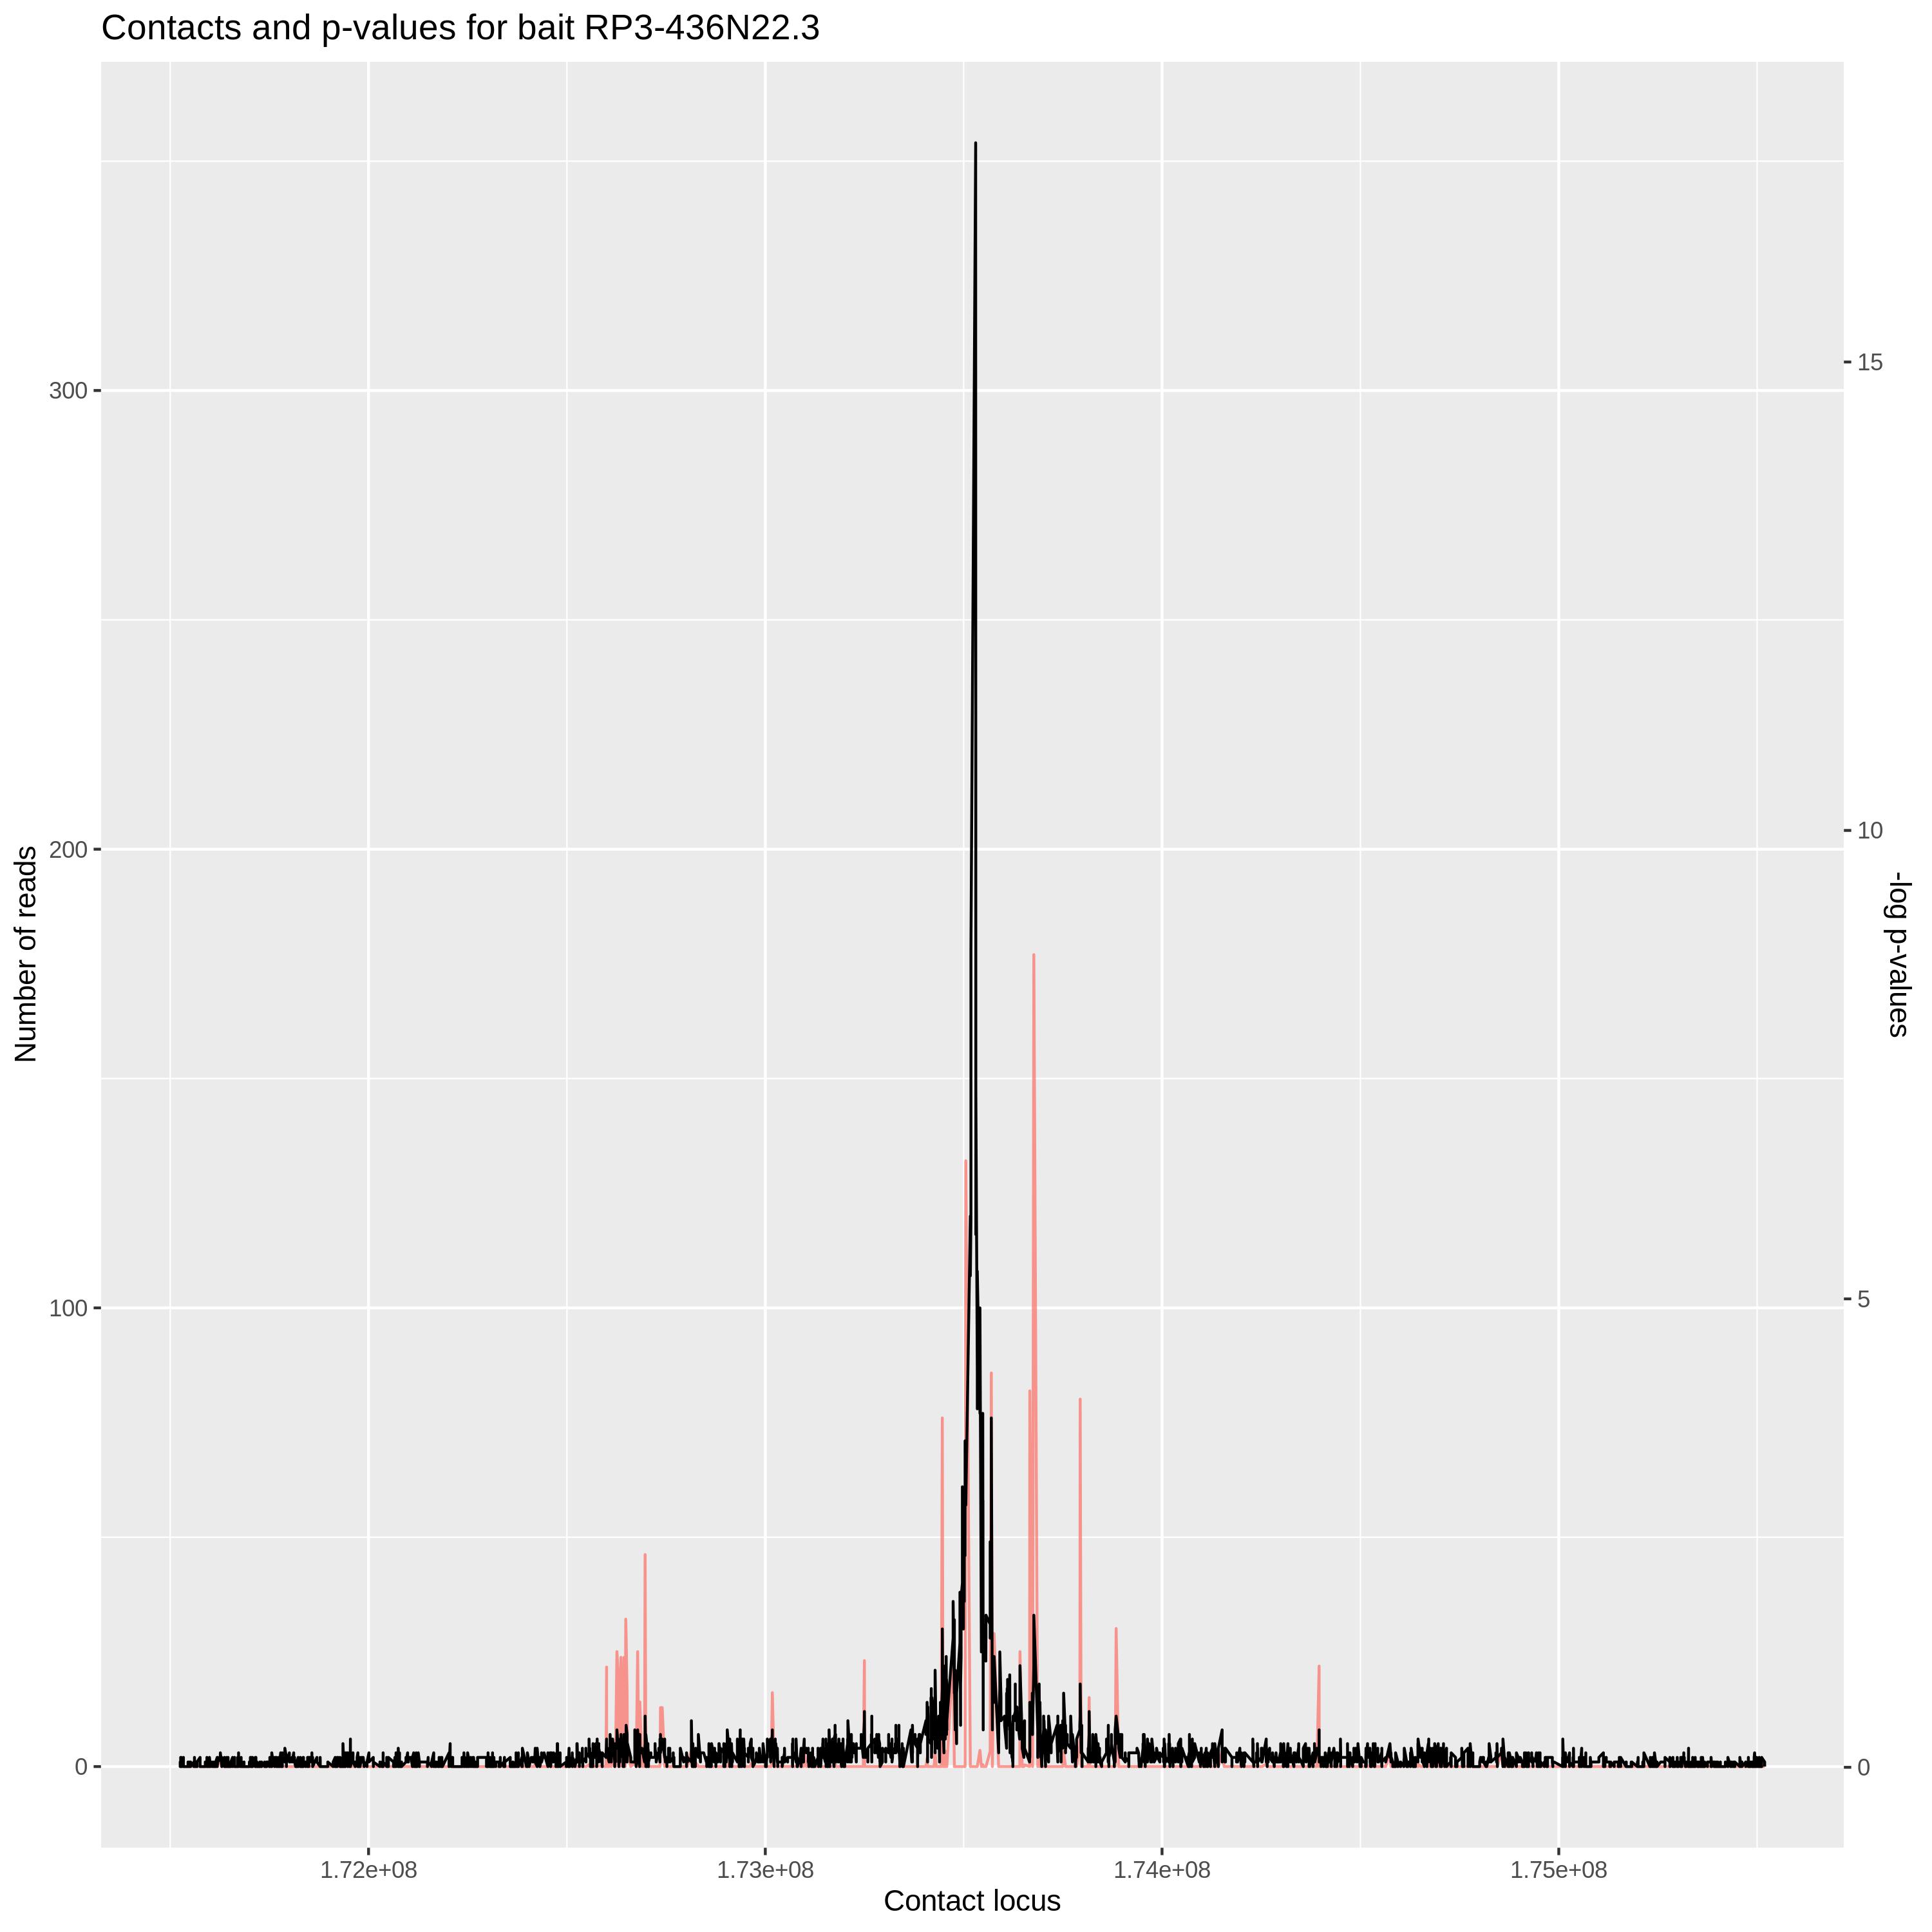 Contacts and p-values for bait RP3-436N22.3
Number of reads
300
200
100
0
15
10
5
0
-log p-values
1.72e+08
1.73e+08
1.74e+08
1.75e+08
Contact locus